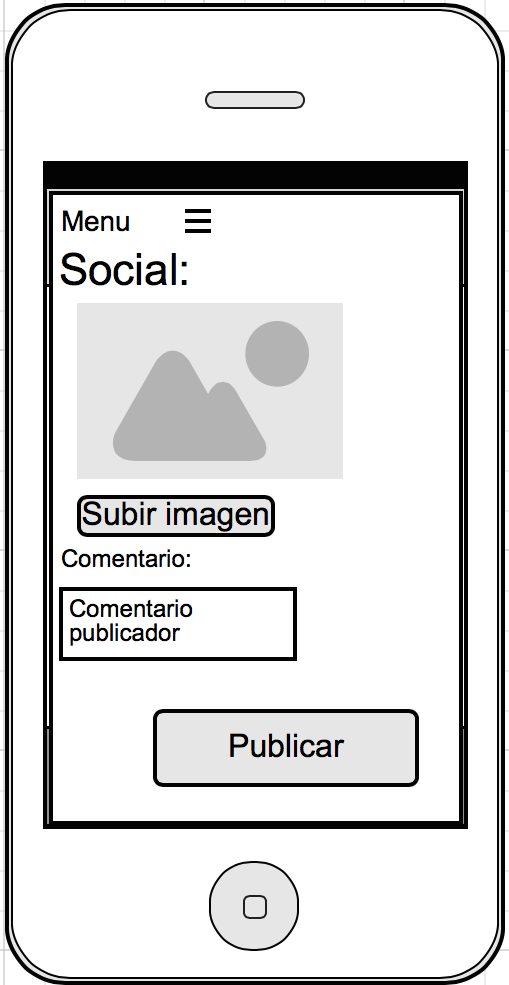 Menu
Social:
Subir imagen
Comentario:
Comentario
publicador
Publicar